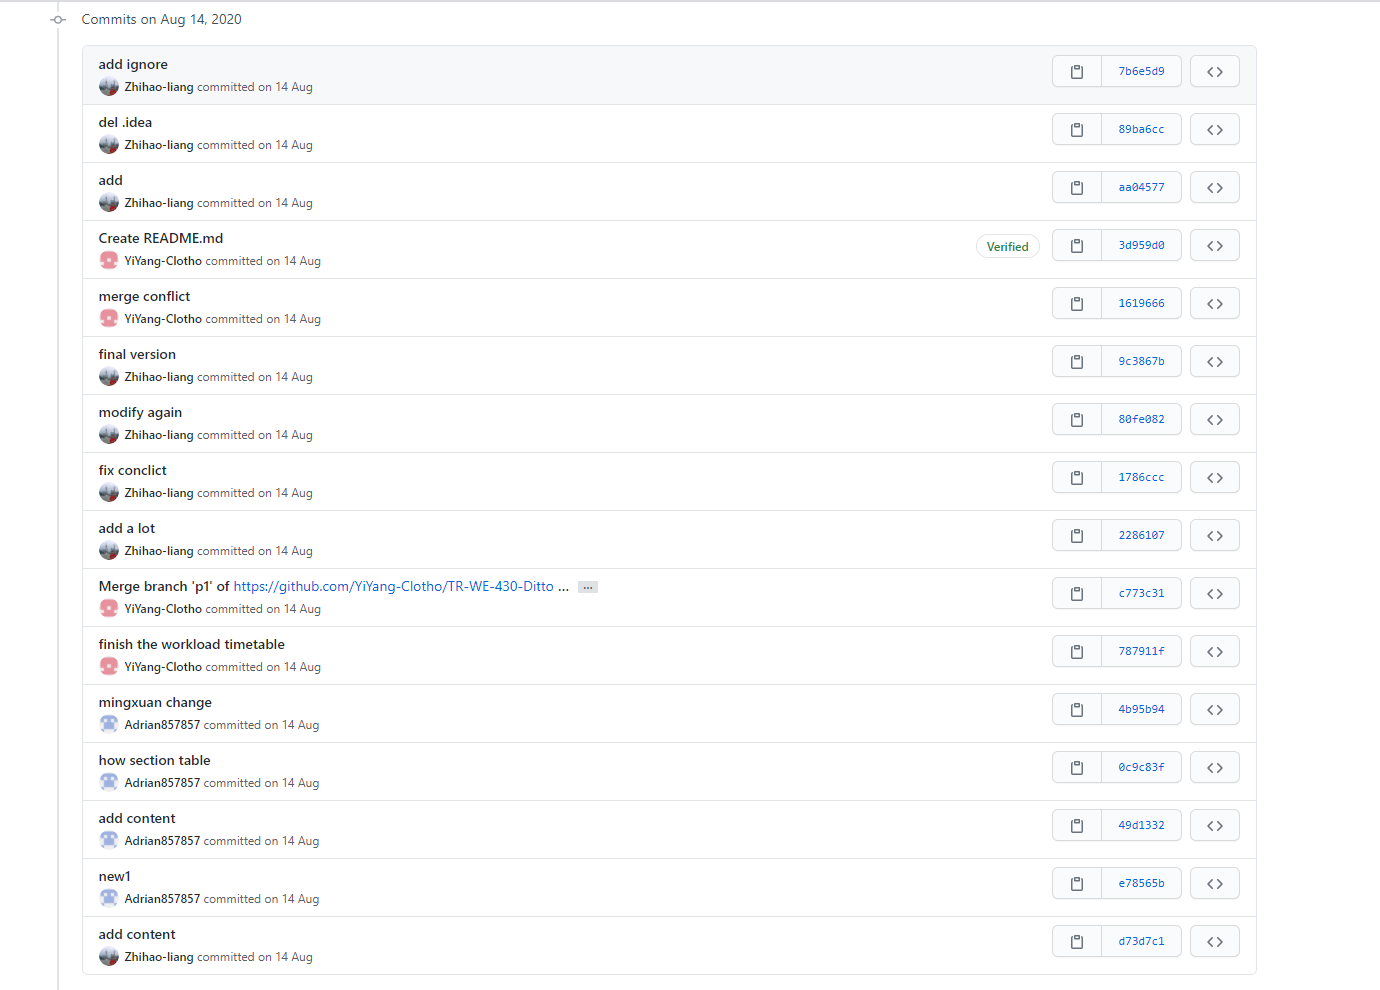 Commits on Aug 14, 2020
add ignore
7b6e5d9
Zhihao-liang committed on 14 Aug
del .idea
89ba6cc
Zhihao-liang committed on 14 Aug
add
aa04577
Zhihao-liang committed on 14 Aug
Create README.md
Verified
3d959d0
YiYang-Clotho committed on 14 Aug
merge conflict
1619666
YiYang-Clotho committed on 14 Aug
final version
9c3867b
Zhihao-liang committed on 14 Aug
modify again
80fe082
Zhihao-liang committed on 14 Aug
fix conclict
1786ccc
Zhihao-liang committed on 14 Aug
add a lot
2286107
Zhihao-liang committed on 14 Aug
Merge branch 'p1' of https://github.com/YiYang-Clotho/TR-WE-430-Ditto ... …
c773c31
YiYang-Clotho committed on 14 Aug
finish the workload timetable
787911f
YiYang-Clotho committed on 14 Aug
mingxuan change
4b95b94
Adrian857857 committed on 14 Aug
how section table
0c9c83f
Adrian857857 committed on 14 Aug
add content
49d1332
Adrian857857 committed on 14 Aug
new1
e78565b
Adrian857857 committed on 14 Aug
add content
d73d7c1
Zhihao-liang committed on 14 Aug